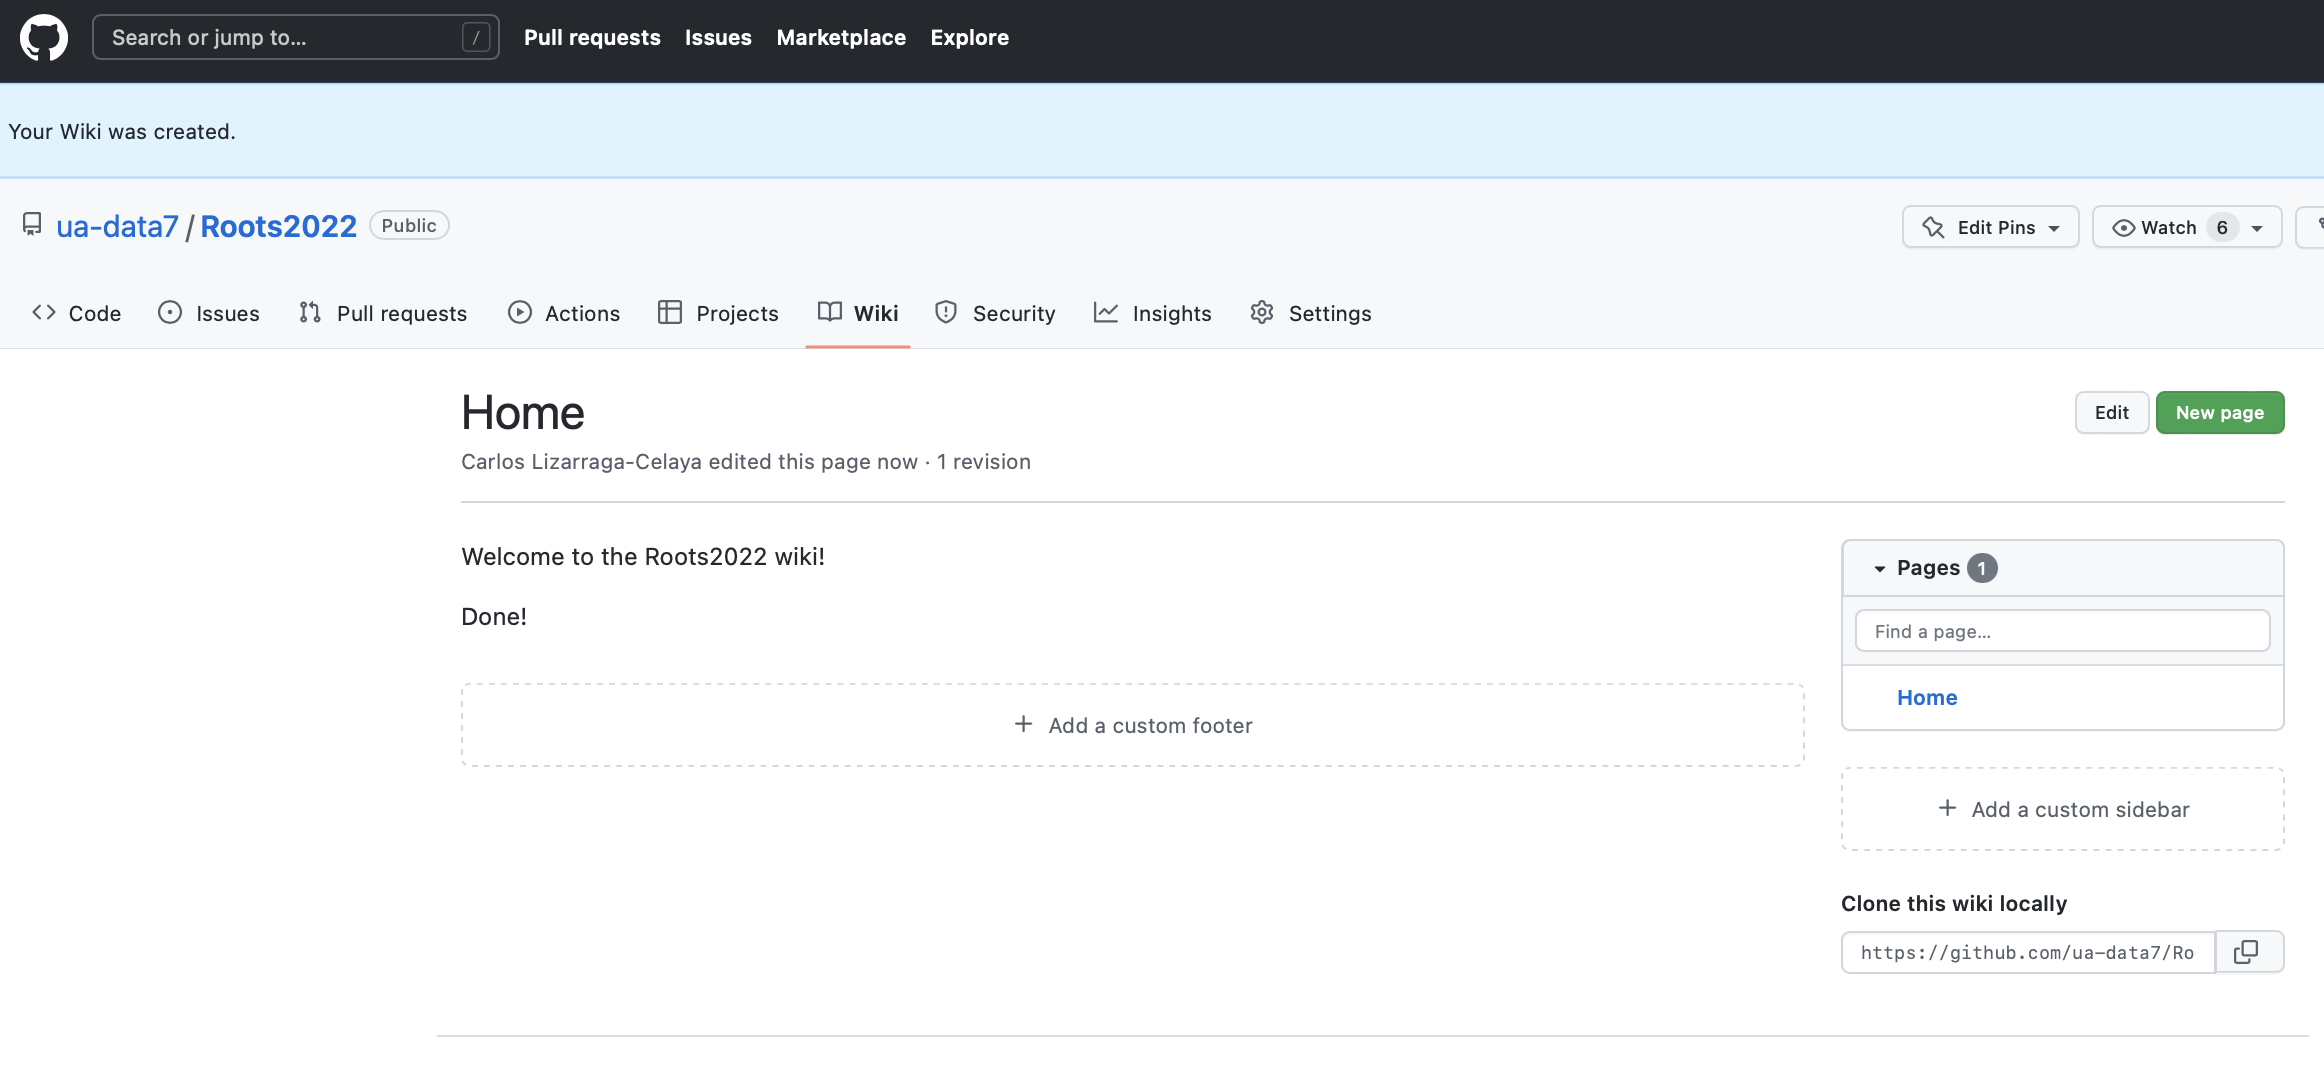 Search or jump to... /
Pull requests Issues Marketplace Explore
Your Wiki was created.
ua-data7 / Roots2022 Public
Edit Pins Watch 6
Code Issues Pull requests Actions Projects Wiki Security Insights Settings
Home
Edit New page
Carlos Lizarraga-Celaya edited this page now · 1 revision
Welcome to the Roots2022 wiki!
Done!
+ Add a custom footer
Pages 1
Find a page...
Home
+ Add a custom sidebar
Clone this wiki locally
https://github.com/ua-data7/Ro